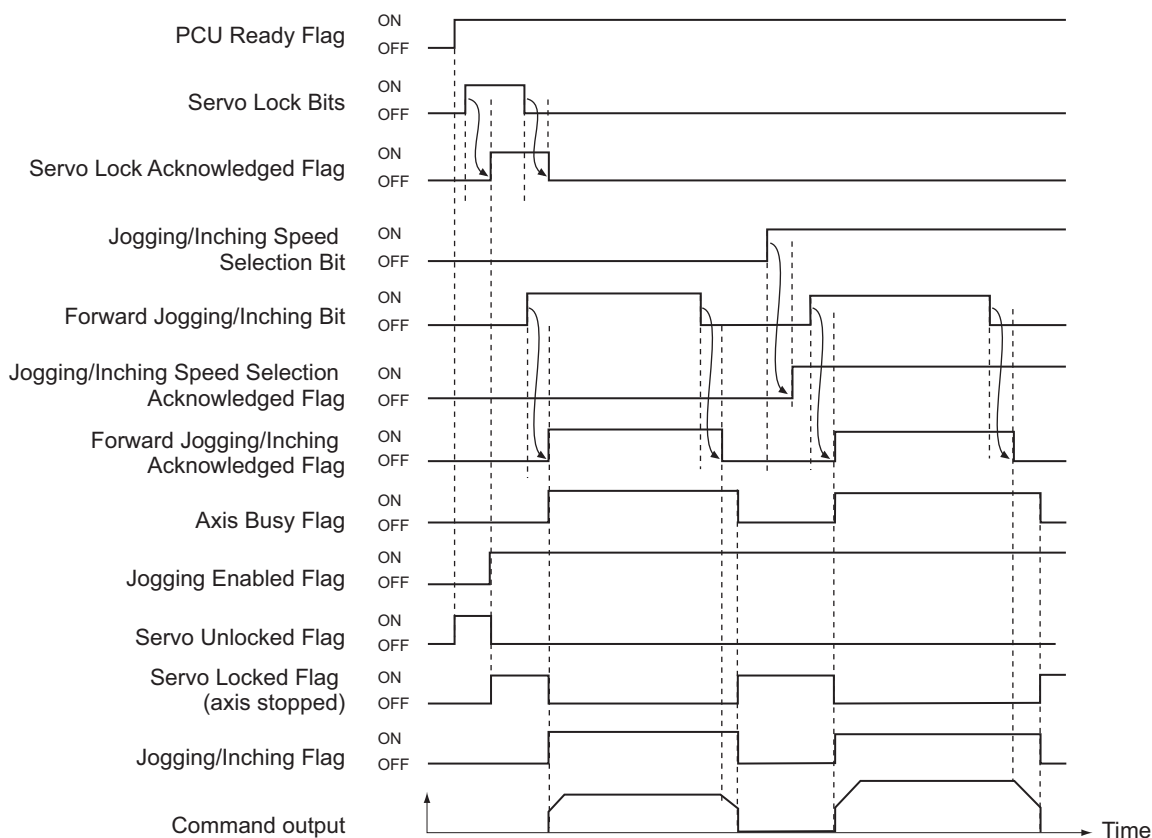 PCU Ready Flag
ON
OFF
Servo Lock Bits
ON
OFF
Servo Lock Acknowledged Flag
ON
OFF
Jogging/Inching Speed
Selection Bit
ON
OFF
Forward Jogging/Inching Bit
ON
OFF
Jogging/Inching Speed Selection
Acknowledged Flag
ON
OFF
Forward Jogging/Inching
Acknowledged Flag
ON
OFF
Axis Busy Flag
ON
OFF
Jogging Enabled Flag
ON
OFF
Servo Unlocked Flag
ON
OFF
Servo Locked Flag
(axis stopped)
ON
OFF
Jogging/Inching Flag
ON
OFF
Command output
Time